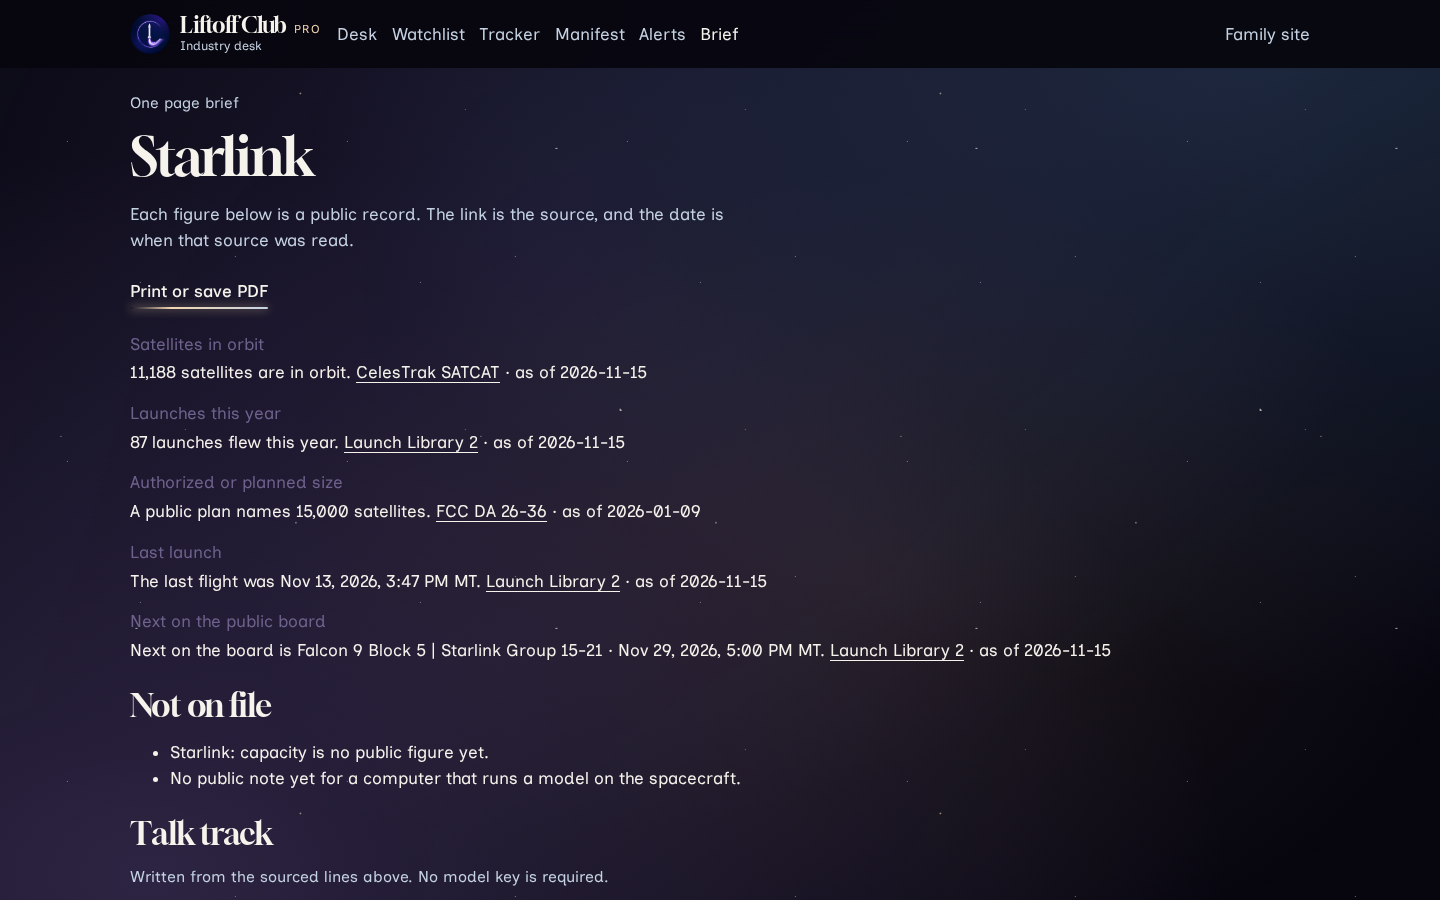 Liftoff Club PRO
Industry desk
Desk Watchlist Tracker Manifest Alerts Brief
Family site
One page brief
Starlink
Each figure below is a public record. The link is the source, and the date is
when that source was read.
Print or save PDF
Satellites in orbit
11,188 satellites are in orbit. CelesTrak SATCAT · as of 2026-11-15
Launches this year
87 launches flew this year. Launch Library 2 · as of 2026-11-15
Authorized or planned size
A public plan names 15,000 satellites. FCC DA 26-36 · as of 2026-01-09
Last launch
The last flight was Nov 13, 2026, 3:47 PM MT. Launch Library 2 · as of 2026-11-15
Next on the public board
Next on the board is Falcon 9 Block 5 | Starlink Group 15-21 · Nov 29, 2026, 5:00 PM MT. Launch Library 2 · as of 2026-11-15
Not on file
• Starlink: capacity is no public figure yet.
• No public note yet for a computer that runs a model on the spacecraft.
Talk track
Written from the sourced lines above. No model key is required.